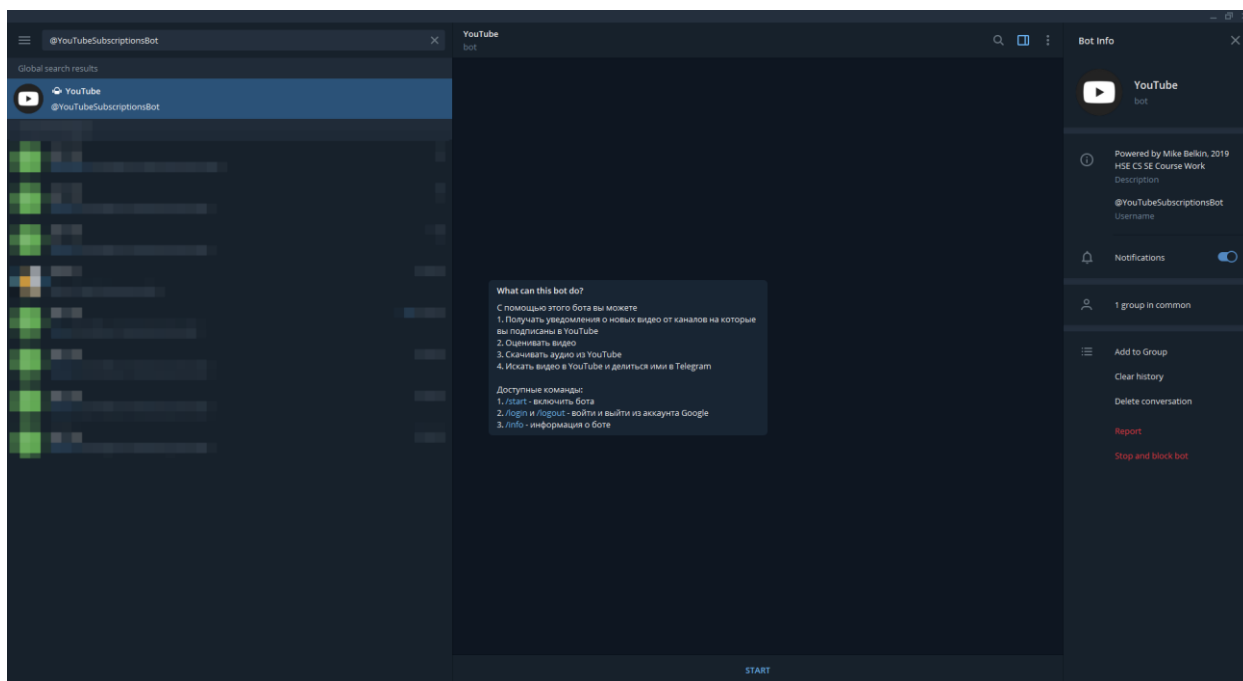 @YouTubeSubscriptionsBot
Global search results
YouTube
@YouTubeSubscriptionsBot
YouTube
bot
What can this bot do?
С помощью этого бота вы можете
1. Получать уведомления о новых видео от каналов на которые
вы подписаны в YouTube
2. Оценивать видео
3. Скачивать аудио из YouTube
4. Искать видео в YouTube и делиться ими в Telegram
Доступные команды:
1. /start - включить бота
2. /login и /logout - войти и выйти из аккаунта Google
3. /info - информация о боте
START
Bot Info
YouTube
bot
Powered by Mike Belkin, 2019
HSE CS SE Course Work
Description
@YouTubeSubscriptionsBot
Username
Notifications
1 group in common
Add to Group
Clear history
Delete conversation
Report
Stop and block bot